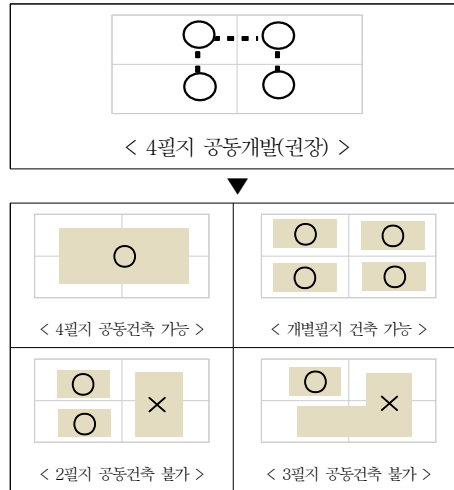 < 4필지 공동개발(권장) >
▼
< 4필지 공동건축 가능 >
< 개별필지 건축 가능 >
< 2필지 공동건축 불가 >
< 3필지 공동건축 불가 >